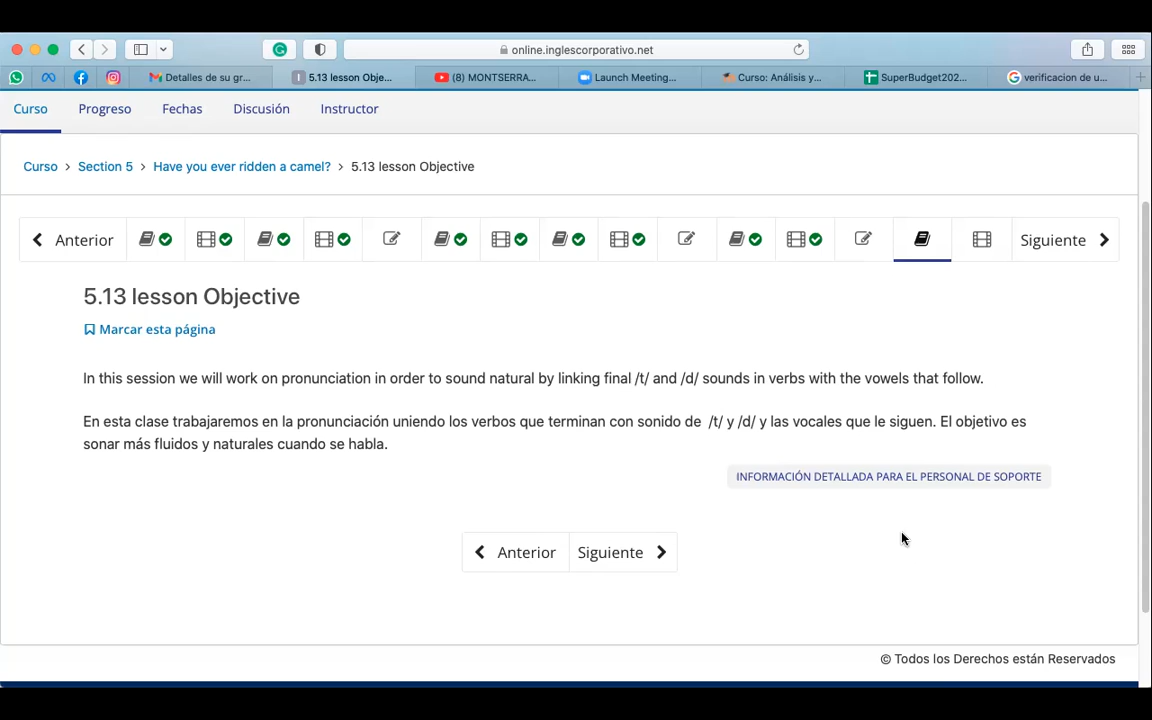 online.inglescorporativo.net
Detalles de su gr...
5.13 lesson Obje...
(8) MONTSERRA...
Launch Meeting...
Curso: Análisis y...
SuperBudget202...
verificacion de u...
Curso
Progreso
Fechas
Discusión
Instructor
Curso > Section 5 > Have you ever ridden a camel? > 5.13 lesson Objective
Anterior
Siguiente
5.13 lesson Objective
Marcar esta página
In this session we will work on pronunciation in order to sound natural by linking final /t/ and /d/ sounds in verbs with the vowels that follow.
En esta clase trabajaremos en la pronunciación uniendo los verbos que terminan con sonido de /t/ y /d/ y las vocales que le siguen. El objetivo es
sonar más fluidos y naturales cuando se habla.
INFORMACIÓN DETALLADA PARA EL PERSONAL DE SOPORTE
Anterior
Siguiente
© Todos los Derechos están Reservados